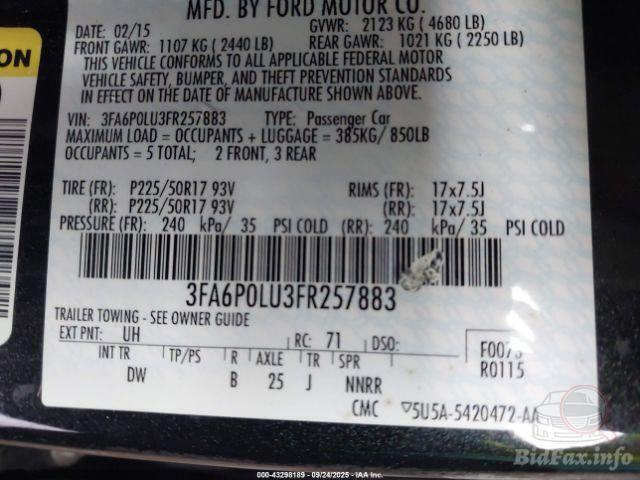 MFD. BY FORD MOTOR CO.
DATE: 02/15 GVWR: 2123 KG ( 4680 LB)
FRONT GAWR: 1107 KG ( 2440 LB) REAR GAWR: 1021 KG ( 2250 LB)
THIS VEHICLE CONFORMS TO ALL APPLICABLE FEDERAL MOTOR
VEHICLE SAFETY, BUMPER, AND THEFT PREVENTION STANDARDS
IN EFFECT ON THE DATE OF MANUFACTURE SHOWN ABOVE.
ON
VIN: 3FA6P0LU3FR257883 TYPE: Passenger Car
MAXIMUM LOAD = OCCUPANTS + LUGGAGE = 385KG/ 850LB
OCCUPANTS = 5 TOTAL; 2 FRONT, 3 REAR
TIRE (FR): P225/50R17 93V RIMS (FR): 17x7.5J
(RR): P225/50R17 93V (RR): 17x7.5J
PRESSURE (FR): 240 kPa/ 35 PSI COLD (RR): 240 kPa/ 35 PSI COLD
3FA6P0LU3FR257883
TRAILER TOWING - SEE OWNER GUIDE
EXT PNT: UH RC: 71 DSO: F007
INT TR TP/PS R AXLE TR SPR R0115
DW B 25 J NNRR
CMC ▽5U5A-5420472-AA
BidFax.info
000-43298189 - 09/24/2025 - IAA Inc.